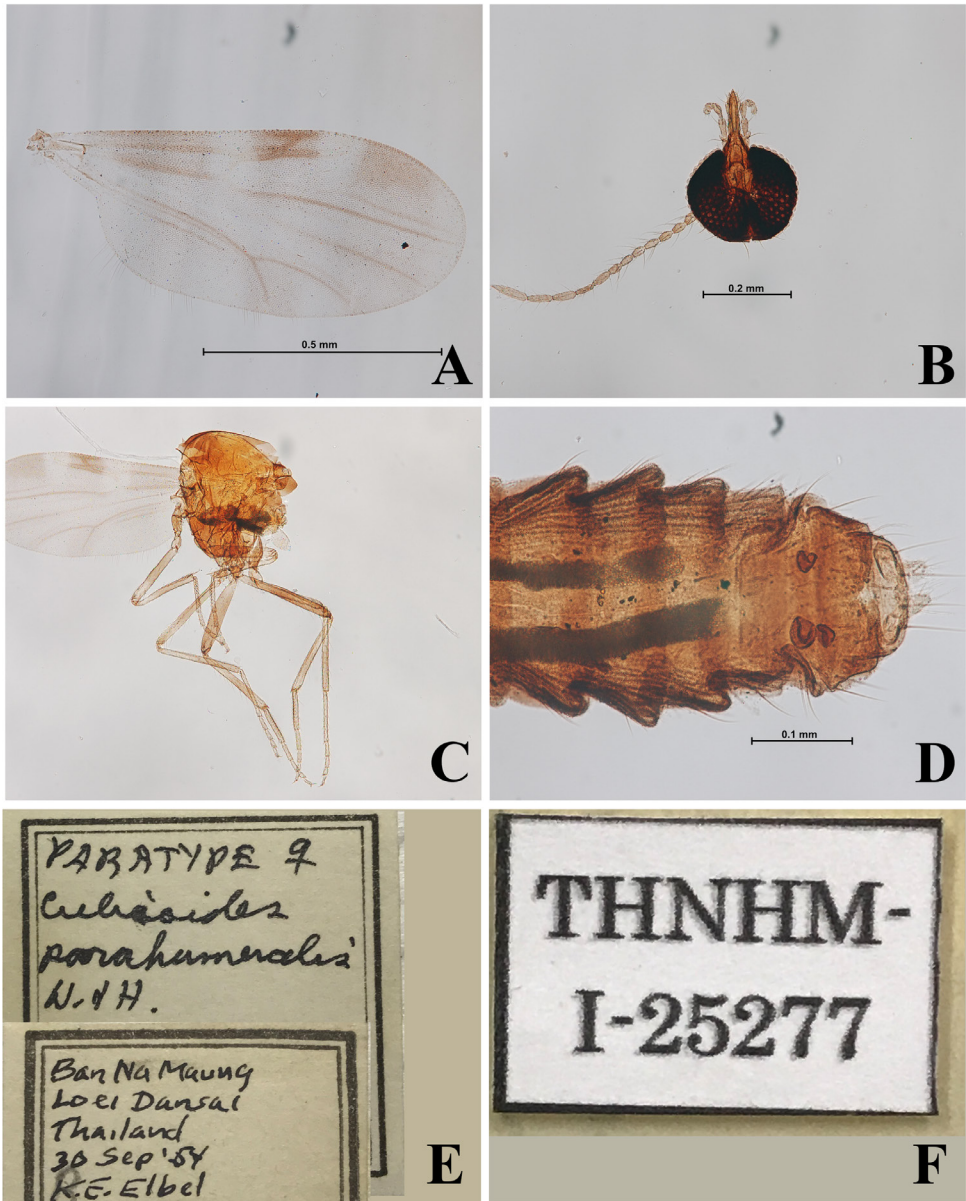 0.5 mm
A
0.2 mm
B
C
0.1 mm
D
PARATYPE ♀
Culicoides
parahumeralis
W. & H.
Ban Na Maung
Loei Dansai
Thailand
30 Sep '54
K.E. Elbel
E
THNHM-
I-25277
F